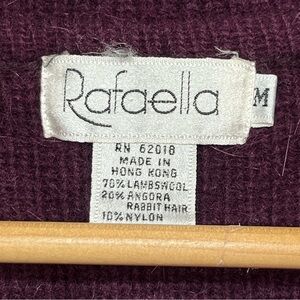 Rafaella
M
RN 62018
MADE IN
HONG KONG
70% LAMBSWOOL
20% ANGORA
RABBIT HAIR
10% NYLON